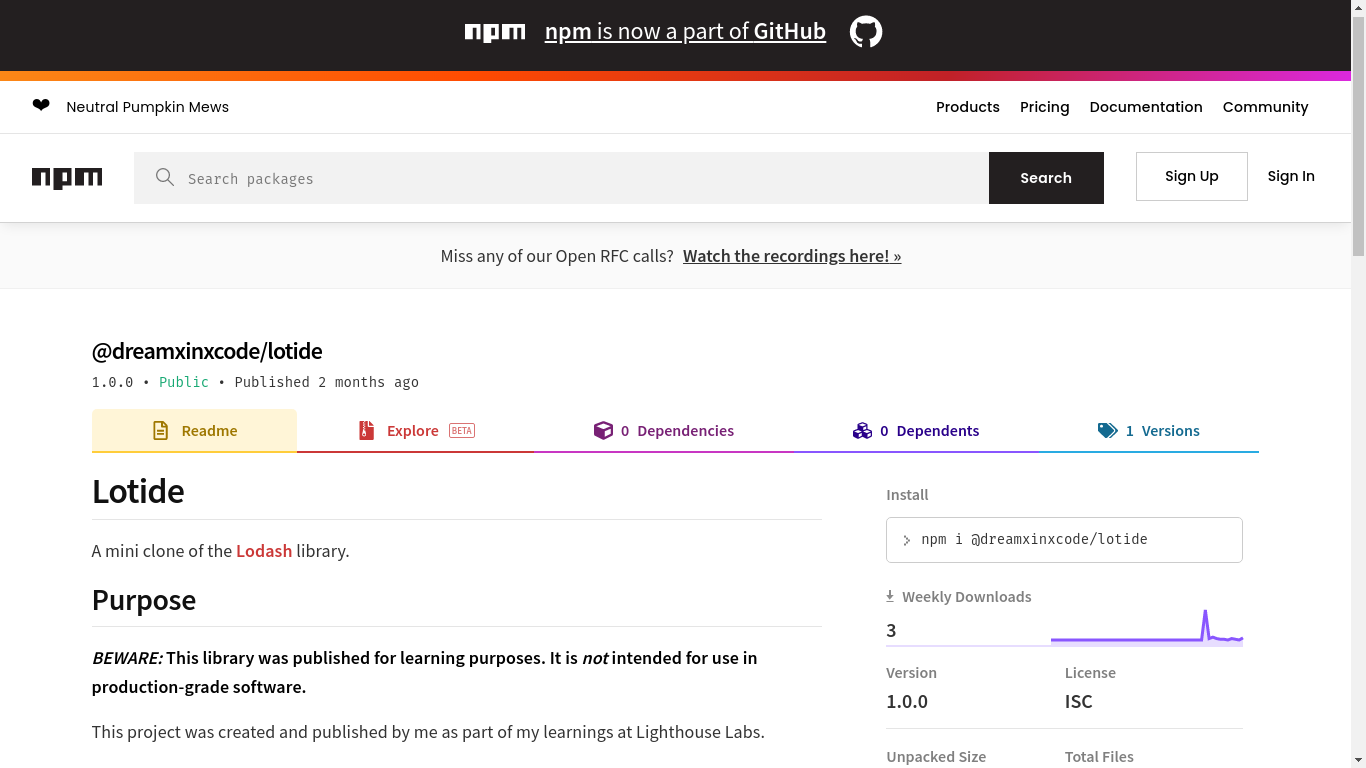 npm npm is now a part of GitHub
❤ Neutral Pumpkin Mews Products Pricing Documentation Community
npm Search packages Search Sign Up Sign In
Miss any of our Open RFC calls? Watch the recordings here! »
@dreamxinxcode/lotide
1.0.0 • Public • Published 2 months ago
Readme Explore BETA 0 Dependencies 0 Dependents 1 Versions
Lotide
A mini clone of the Lodash library.
Purpose
BEWARE: This library was published for learning purposes. It is not intended for use in
production-grade software.
This project was created and published by me as part of my learnings at Lighthouse Labs.
Install
> npm i @dreamxinxcode/lotide
Weekly Downloads
3
Version License
1.0.0 ISC
Unpacked Size Total Files